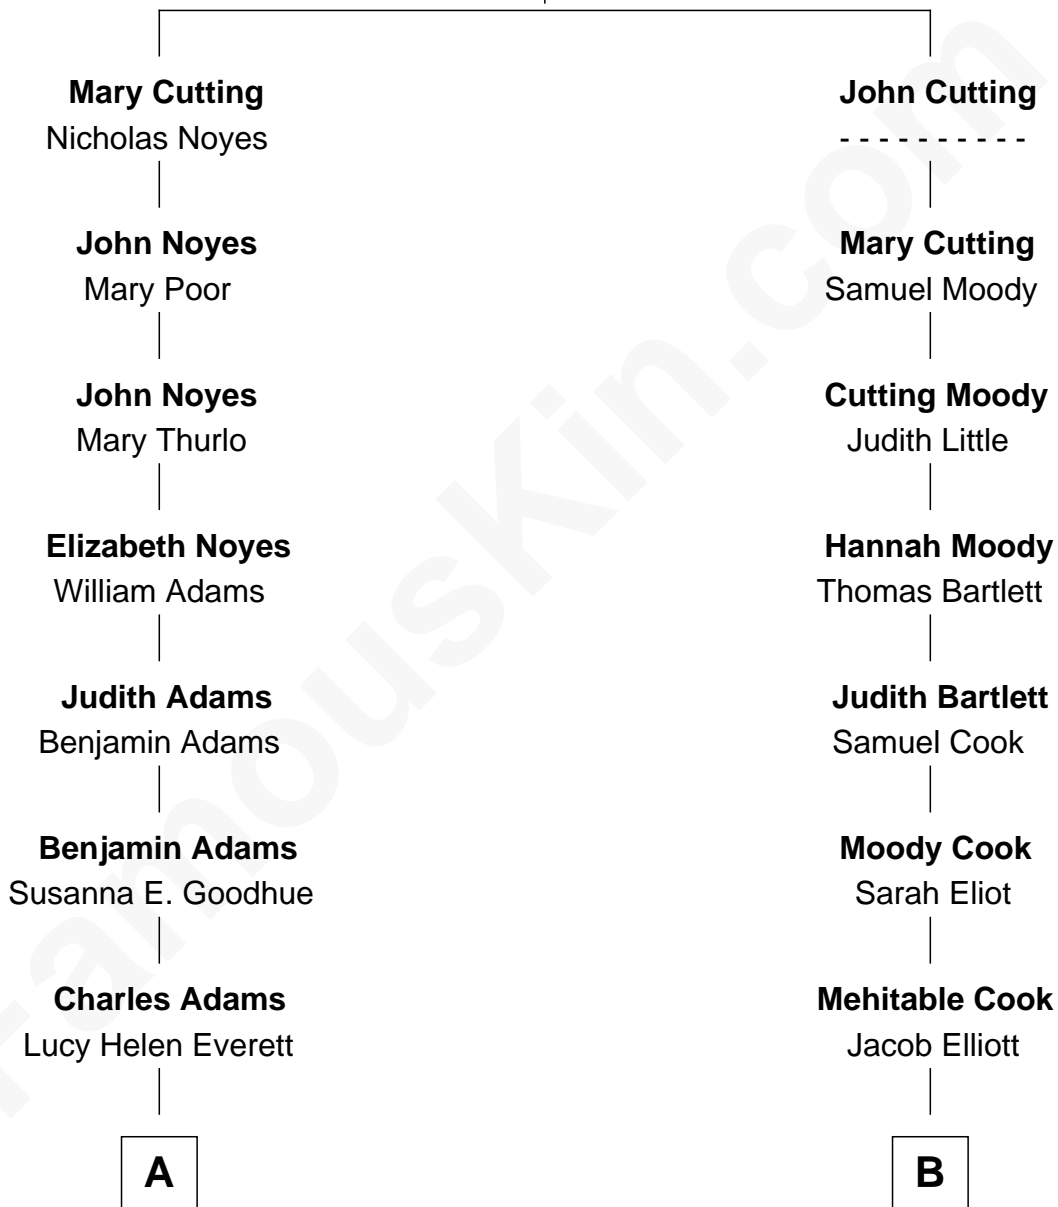 Mary Cutting
Nicholas Noyes
John Cutting
- - - - - - - - - -
John Noyes
Mary Poor
Mary Cutting
Samuel Moody
John Noyes
Mary Thurlo
Cutting Moody
Judith Little
Elizabeth Noyes
William Adams
Hannah Moody
Thomas Bartlett
Judith Adams
Benjamin Adams
Judith Bartlett
Samuel Cook
Benjamin Adams
Susanna E. Goodhue
Moody Cook
Sarah Eliot
Charles Adams
Lucy Helen Everett
Mehitable Cook
Jacob Elliott
A
B
FamousKin.com